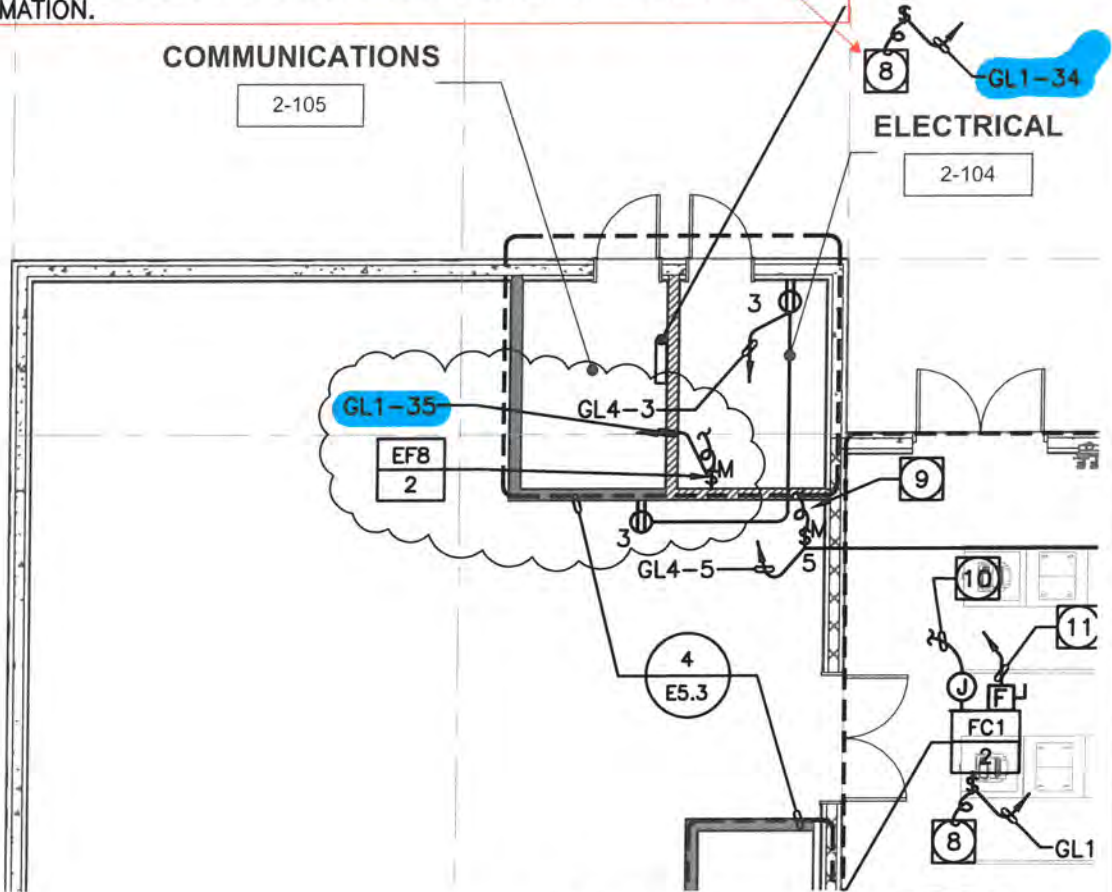 MATION.
COMMUNICATIONS
2-105
$
8
GL1-34
ELECTRICAL
2-104
3
GL1-35
GL4-3
EF8
2
$M
9
3
$M
5
GL4-5
10
11
4
E5.3
J
F
FC1
2
$
8
GL1